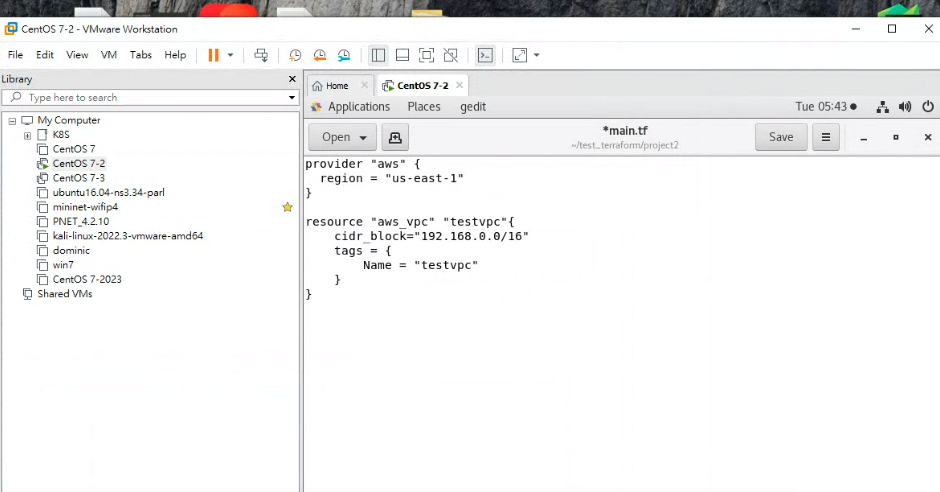 CentOS 7-2 - VMware Workstation
File Edit View VM Tabs Help
Library
Type here to search
My Computer
K8S
CentOS 7
CentOS 7-2
CentOS 7-3
ubuntu16.04-ns3.34-parl
mininet-wifip4
PNET_4.2.10
kali-linux-2022.3-vmware-amd64
dominic
win7
CentOS 7-2023
Shared VMs
Home CentOS 7-2
Applications Places gedit Tue 05:43
Open *main.tf Save
~/test_terraform/project2
provider "aws" {
  region = "us-east-1"
}
resource "aws_vpc" "testvpc"{
    cidr_block="192.168.0.0/16"
    tags = {
        Name = "testvpc"
    }
}